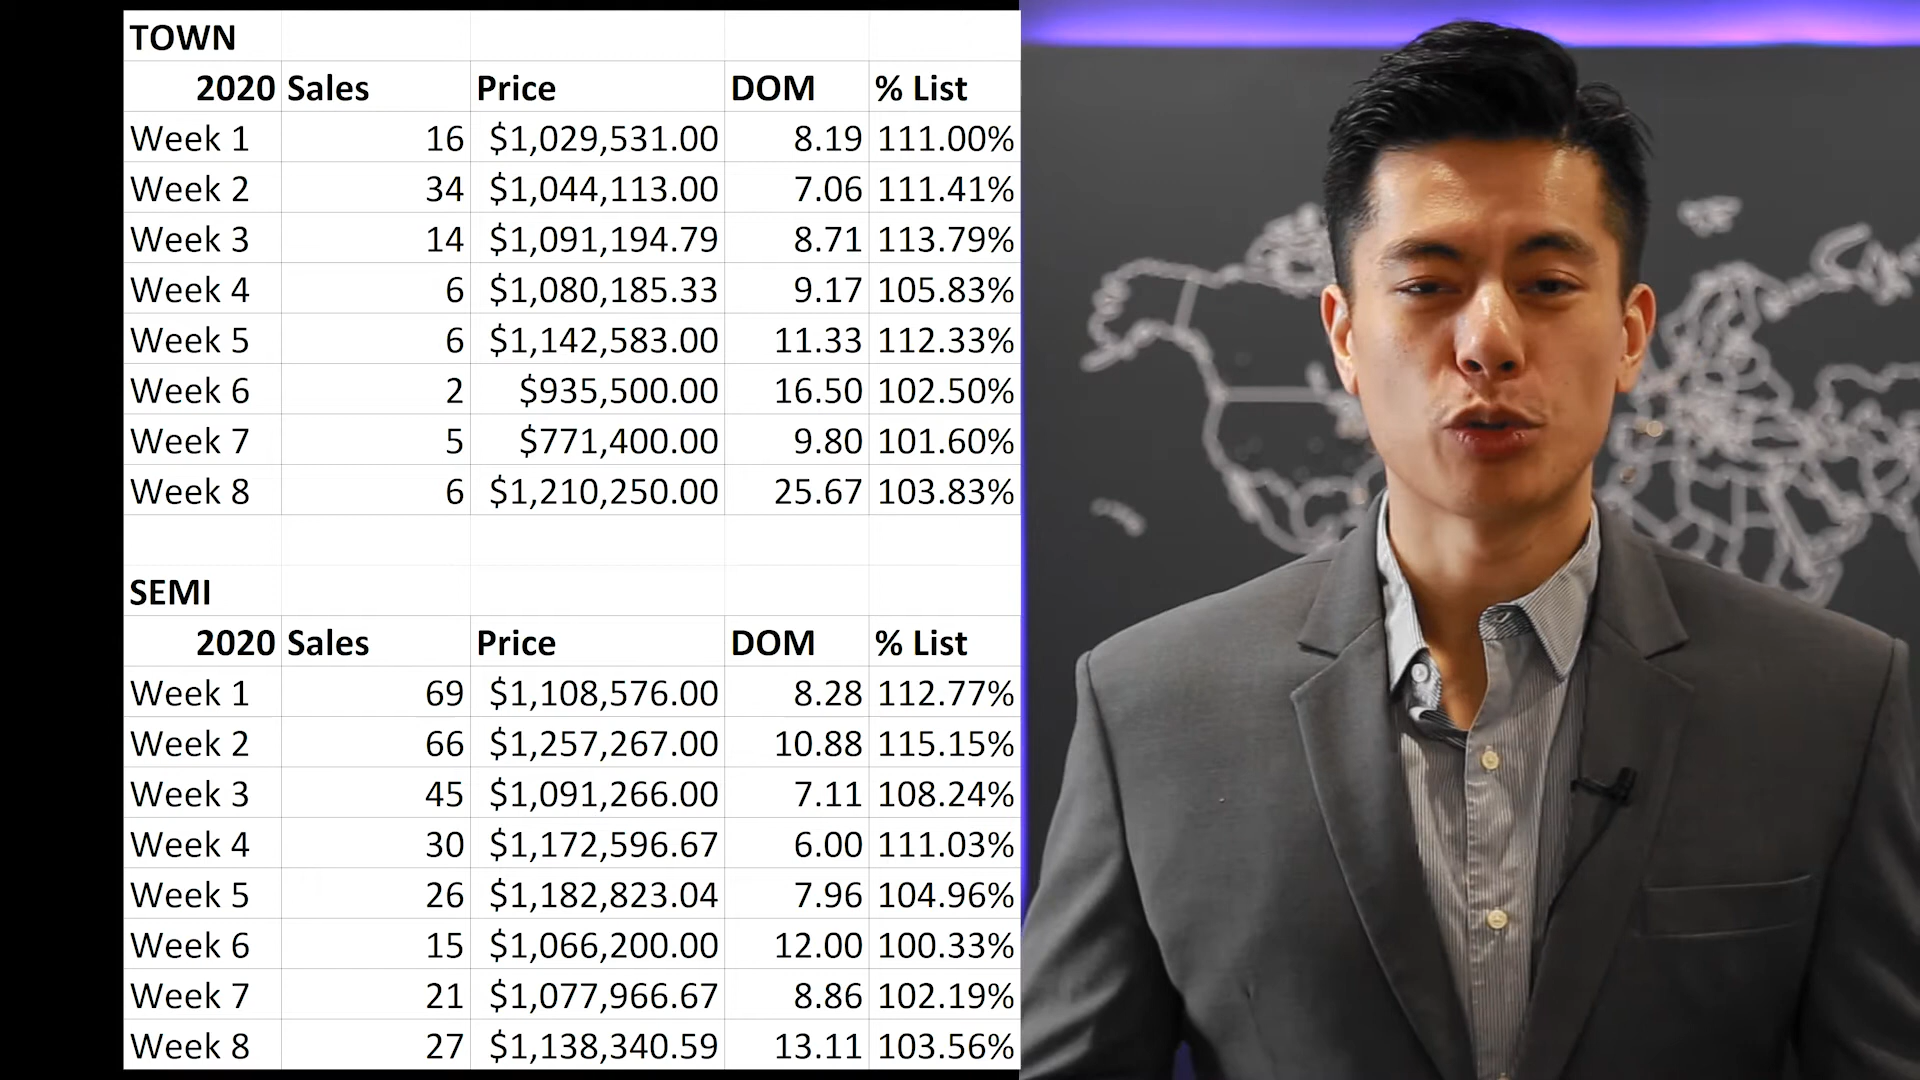 TOWN
2020 Sales Price DOM % List
Week 1 16 $1,029,531.00 8.19 111.00%
Week 2 34 $1,044,113.00 7.06 111.41%
Week 3 14 $1,091,194.79 8.71 113.79%
Week 4 6 $1,080,185.33 9.17 105.83%
Week 5 6 $1,142,583.00 11.33 112.33%
Week 6 2 $935,500.00 16.50 102.50%
Week 7 5 $771,400.00 9.80 101.60%
Week 8 6 $1,210,250.00 25.67 103.83%
SEMI
2020 Sales Price DOM % List
Week 1 69 $1,108,576.00 8.28 112.77%
Week 2 66 $1,257,267.00 10.88 115.15%
Week 3 45 $1,091,266.00 7.11 108.24%
Week 4 30 $1,172,596.67 6.00 111.03%
Week 5 26 $1,182,823.04 7.96 104.96%
Week 6 15 $1,066,200.00 12.00 100.33%
Week 7 21 $1,077,966.67 8.86 102.19%
Week 8 27 $1,138,340.59 13.11 103.56%